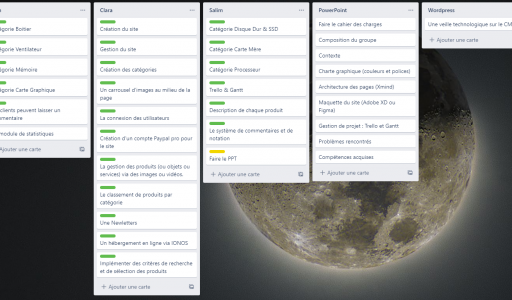 égorie Boitier
égorie Ventilateur
égorie Mémoire
égorie Carte Graphique
clients peuvent laisser un
mmentaire
module de statistiques
Ajouter une carte
Clara
Création du site
Gestion du site
Création des catégories
Un carrousel d'images au milieu de la
page
La connexion des utilisateurs
Création d'un compte Paypal pro pour
le site
La gestion des produits (ou objets ou
services) via des images ou vidéos.
Le classement de produits par
catégorie
Une Newletters
Un hébergement en ligne via IONOS
Implémenter des critères de recherche
et de sélection des produits
+ Ajouter une carte
Salim
Catégorie Disque Dur & SSD
Catégorie Carte Mère
Catégorie Processeur
Trello & Gantt
Description de chaque produit
Le système de commentaires et de
notation
Faire le PPT
+ Ajouter une carte
PowerPoint
Faire le cahier des charges
Composition du groupe
Contexte
Charte graphique (couleurs et polices)
Architecture des pages (Xmind)
Maquette du site (Adobe XD ou
Figma)
Gestion de projet : Trello et Gantt
Problèmes rencontrés
Compétences acquises
+ Ajouter une carte
Wordpress
Une veille technologique sur le CM
+ Ajouter une carte